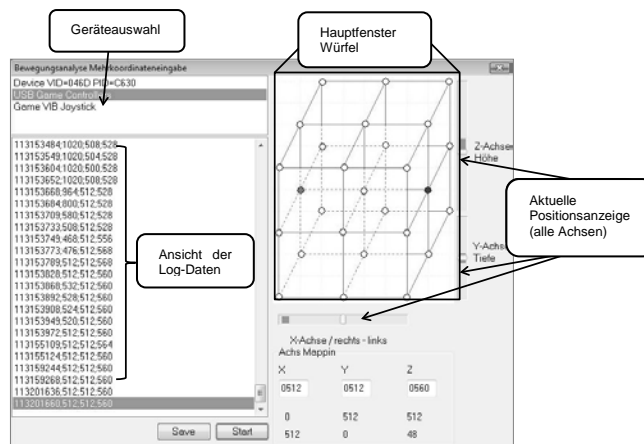 Geräteauswahl
Hauptfenster
Würfel
Bewegungsanalyse Mehrkoordinateneingabe
Device VID=046D PID=C630
USB Game Controllers
Game VIB Joystick
113153484;1020;508;528
113153549;1020;504;528
113153604;1020;500;528
113153652;1020;508;528
113153668;964;512;528
113153684;800;512;528
113153709;580;512;528
113153733;508;512;528
113153749;468;512;556
113153773;476;512;568
113153789;512;512;568
113153828;512;512;560
113153868;532;512;560
113153892;528;512;560
113153908;524;512;560
113153949;520;512;560
113153972;512;512;560
113155109;512;512;564
113155124;512;512;560
113159244;512;512;560
113159268;512;512;560
113201636;512;512;560
113201660;512;512;560
Ansicht der
Log-Daten
Z-Achsen
Höhe
Aktuelle
Positionsanzeige
(alle Achsen)
Y-Achse
Tiefe
X-Achse / rechts - links
Achs Mappin
X Y Z
0512 0512 0560
0 512 512
512 0 48
Save Start